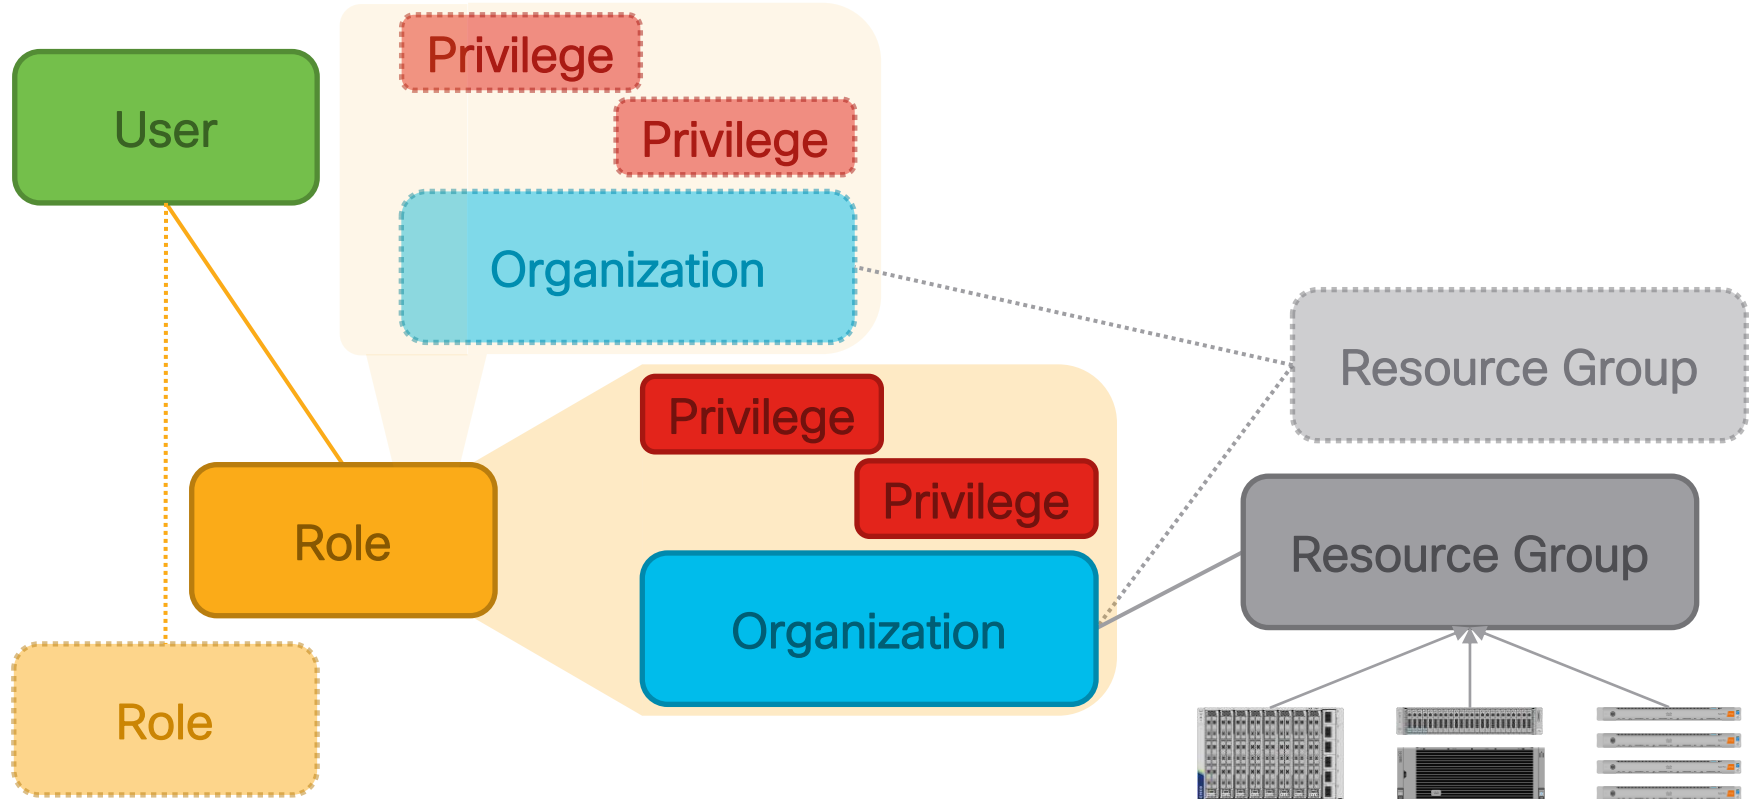 Privilege
User
Privilege
Organization
Resource Group
Privilege
Privilege
Role
Resource Group
Organization
Role